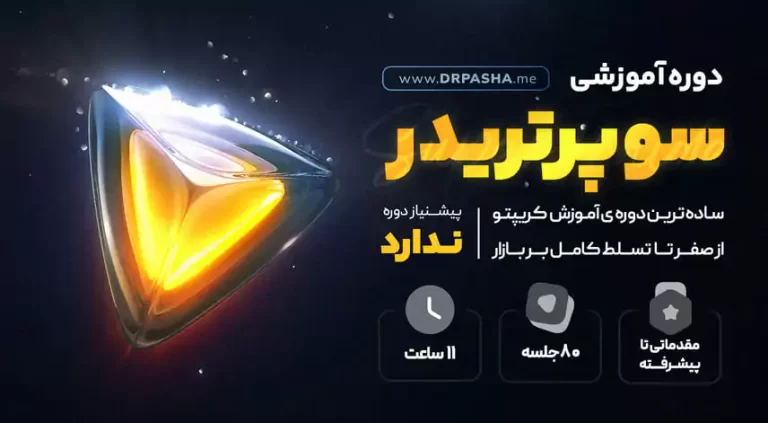 دوره آموزشی
www.DRPASHA.me
سوپرتریدر
ساده ترین دوره ی آموزش کریپتو
از صفر تا تسلط کامل بر بازار
پیشنیاز دوره
ندارد
مقدماتی تا
پیشرفته
۸۰ جلسه
۱۱ ساعت